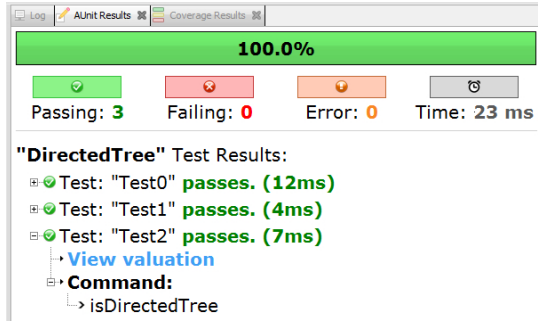 Log AUnit Results Coverage Results
100.0%
Passing: 3 Failing: 0 Error: 0 Time: 23 ms
"DirectedTree" Test Results:
Test: "Test0" passes. (12ms)
Test: "Test1" passes. (4ms)
Test: "Test2" passes. (7ms)
View valuation
Command:
isDirectedTree